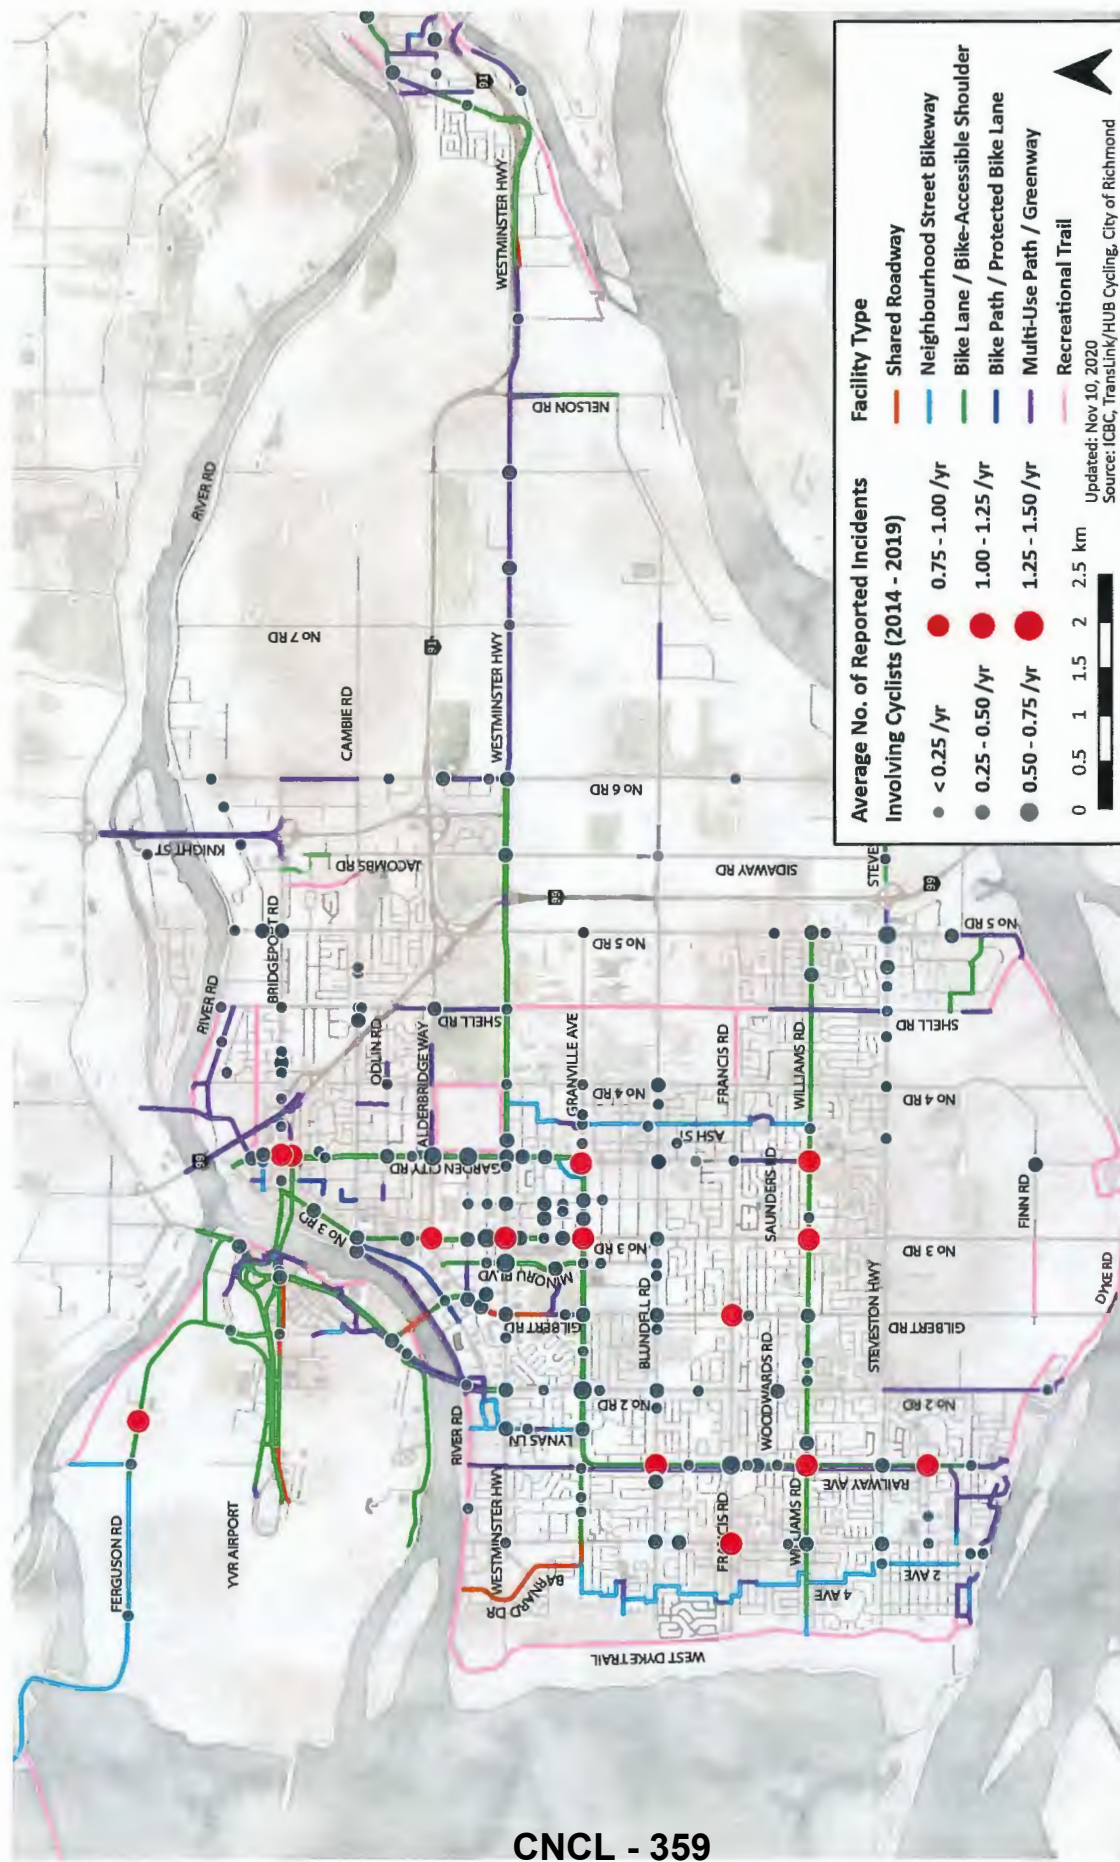 RIVER RD
No 7 RD
CAMBIE RD
KNIGHT ST
JACOMBS RD
BRIDGEPORT RD
RIVER RD
ODLIN RD
ALDERBRIDGE WAY
SHELL RD
GARDEN CITY RD
No 3 RD
MINORU BLVD
GILBERT RD
99
91
91
WESTMINSTER HWY
WESTMINSTER HWY
NELSON RD
No 6 RD
SIDAWAY RD
99
99
No 5 RD
No 5 RD
STEVES
SHELL RD
GRANVILLE AVE
FRANCIS RD
WILLIAMS RD
No 4 RD
No 4 RD
ASH ST
SAUNDERS RD
No 3 RD
No 3 RD
FINN RD
DYKE RD
BLUNDELL RD
STEVESTON HWY
GILBERT RD
WOODWARDS RD
No 2 RD
No 2 RD
LYNAS LN
RIVER RD
WESTMINSTER HWY
RAILWAY AVE
FRANCIS RD
WILLIAMS RD
BARNARD DR
2 AVE
4 AVE
WEST DYKE TRAIL
FERGUSON RD
YVR AIRPORT
Average No. of Reported Incidents
Involving Cyclists (2014 - 2019)
< 0.25 /yr
0.25 - 0.50 /yr
0.50 - 0.75 /yr
0.75 - 1.00 /yr
1.00 - 1.25 /yr
1.25 - 1.50 /yr
Facility Type
Shared Roadway
Neighbourhood Street Bikeway
Bike Lane / Bike-Accessible Shoulder
Bike Path / Protected Bike Lane
Multi-Use Path / Greenway
Recreational Trail
0 0.5 1 1.5 2 2.5 km
Updated: Nov 10, 2020
Source: ICBC, TransLink/HUB Cycling, City of Richmond
CNCL - 359